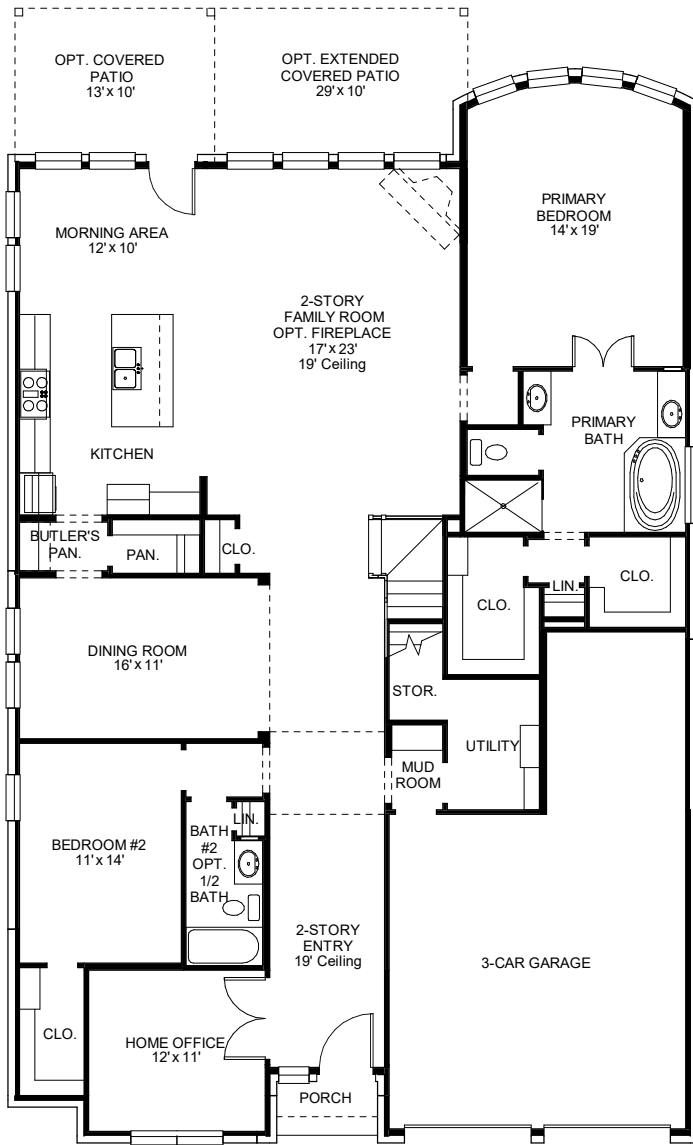 OPT. COVERED
PATIO
13' x 10'
OPT. EXTENDED
COVERED PATIO
29' x 10'
PRIMARY
BEDROOM
14' x 19'
MORNING AREA
12' x 10'
2-STORY
FAMILY ROOM
OPT. FIREPLACE
17' x 23'
19' Ceiling
PRIMARY
BATH
KITCHEN
BUTLER'S
PAN.
PAN.
CLO.
CLO.
LIN.
CLO.
DINING ROOM
16' x 11'
STOR.
UTILITY
MUD
ROOM
BEDROOM #2
11' x 14'
LIN.
BATH
#2
OPT.
1/2
BATH
2-STORY
ENTRY
19' Ceiling
3-CAR GARAGE
CLO.
HOME OFFICE
12' x 11'
PORCH